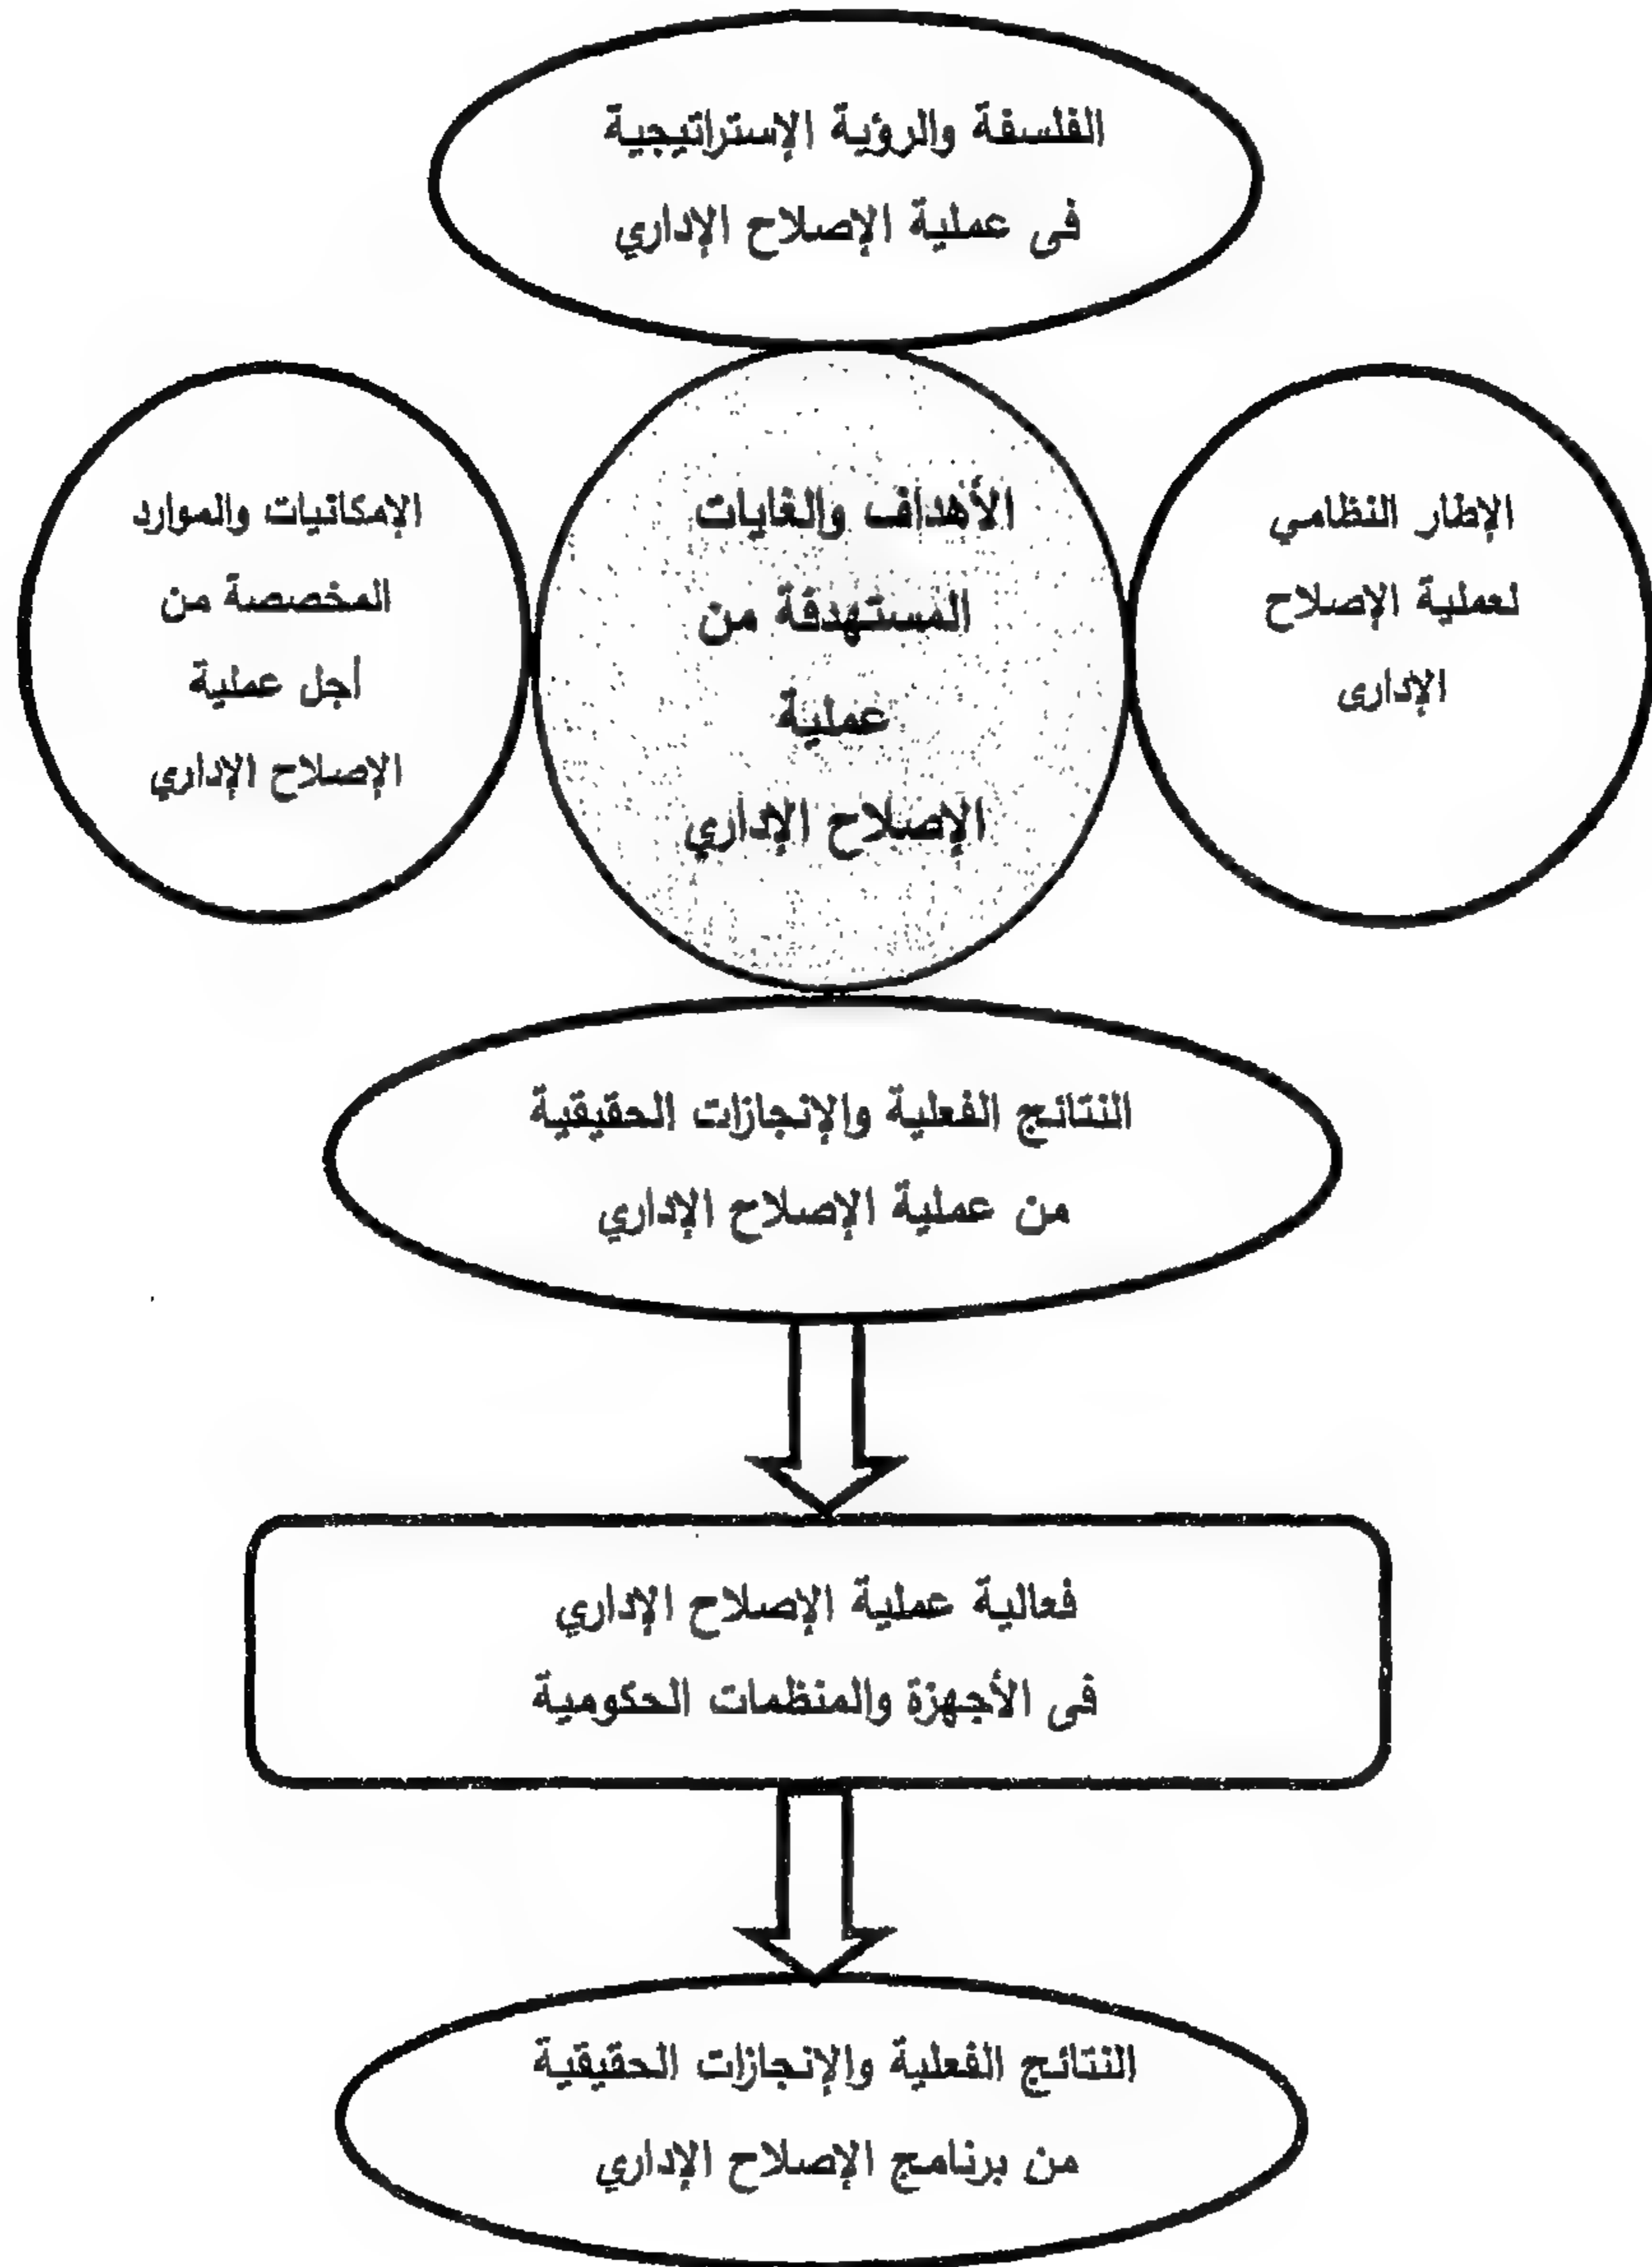 الفلسفة والرؤية الإستراتيجية
فى عملية الإصلاح الإداري
الإطار النظامي
لعملية الإصلاح
الإدارى
الأهداف والغايات
المستهدفة من
عملية
الإصلاح الإداري
الإمكانيات والموارد
المخصصة من
أجل عملية
الإصلاح الإداري
النتائج الفعلية والإنجازات الحقيقية
من عملية الإصلاح الإداري
فعالية عملية الإصلاح الإداري
فى الأجهزة والمنظمات الحكومية
النتائج الفعلية والإنجازات الحقيقية
من برنامج الإصلاح الإداري